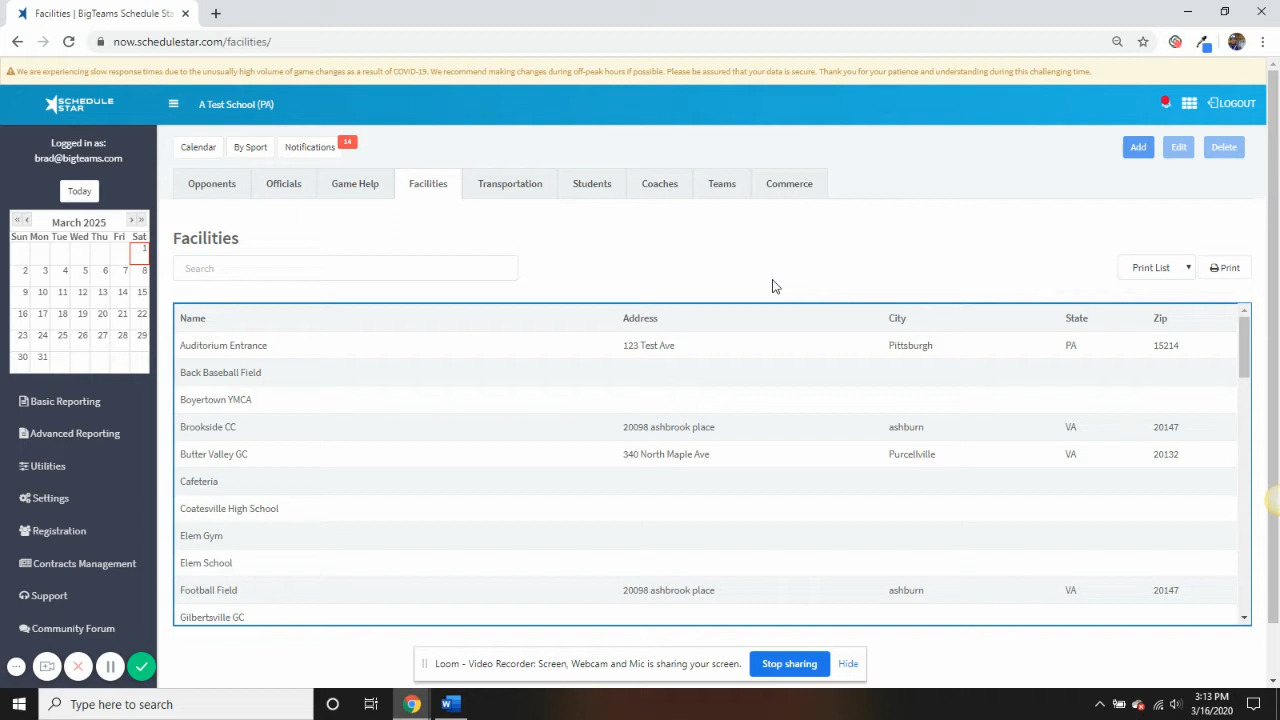 Facilities | BigTeams Schedule Sta
now.schedulestar.com/facilities/
We are experiencing slow response times due to the unusually high volume of game changes as a result of COVID-19. We recommend making changes during off-peak hours if possible. Please be assured that your data is secure. Thank you for your patience and understanding during this challenging time.
SCHEDULE STAR
A Test School (PA)
LOGOUT
Logged in as:
brad@bigteams.com
Today
March 2025
Sun Mon Tue Wed Thu Fri Sat
1
2 3 4 5 6 7 8
9 10 11 12 13 14 15
16 17 18 19 20 21 22
23 24 25 26 27 28 29
30 31
Basic Reporting
Advanced Reporting
Utilities
Settings
Registration
Contracts Management
Support
Community Forum
Calendar By Sport Notifications 14
Add Edit Delete
Opponents Officials Game Help Facilities Transportation Students Coaches Teams Commerce
Facilities
Search
Print List Print
Name Address City State Zip
Auditorium Entrance 123 Test Ave Pittsburgh PA 15214
Back Baseball Field
Boyertown YMCA
Brookside CC 20098 ashbrook place ashburn VA 20147
Butter Valley GC 340 North Maple Ave Purcellville VA 20132
Cafeteria
Coatesville High School
Elem Gym
Elem School
Football Field 20098 ashbrook place ashburn VA 20147
Gilbertsville GC
Loom - Video Recorder: Screen, Webcam and Mic is sharing your screen. Stop sharing Hide
Type here to search
3:13 PM
3/16/2020